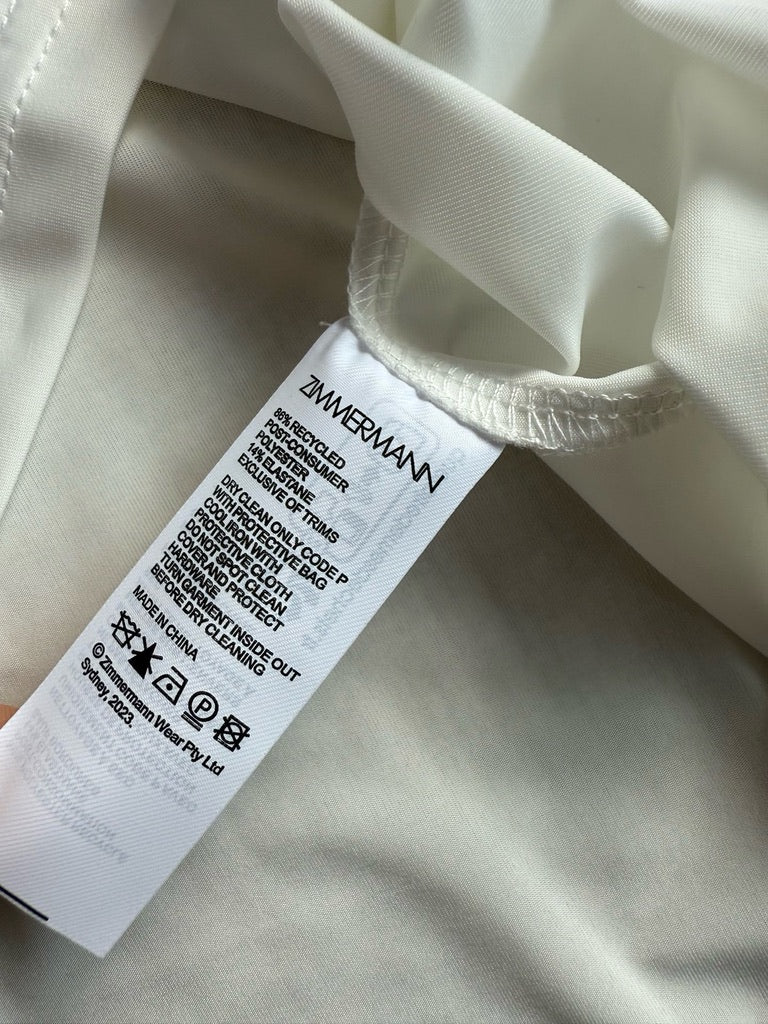 ZIMMERMANN
86% RECYCLED
POST-CONSUMER
POLYESTER
14% ELASTANE
EXCLUSIVE OF TRIMS
DRY CLEAN ONLY CODE P
WITH PROTECTIVE BAG
COOL IRON WITH
PROTECTIVE CLOTH
DO NOT SPOT CLEAN
COVER AND PROTECT
HARDWARE
TURN GARMENT INSIDE OUT
BEFORE DRY CLEANING
MADE IN CHINA
P
© Zimmermann Wear Pty Ltd
Sydney, 2023.